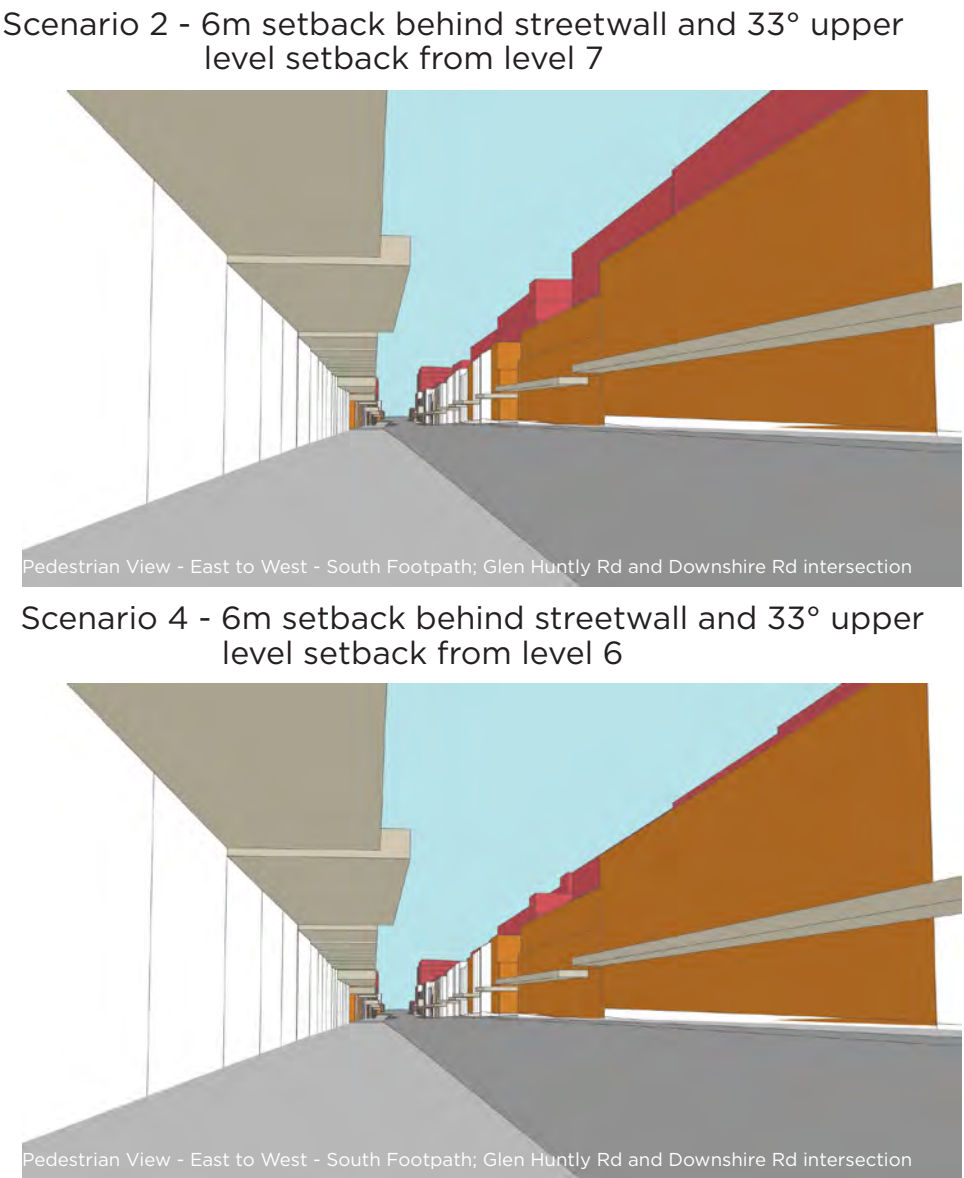 Scenario 2 - 6m setback behind streetwall and 33° upper
level setback from level 7
Pedestrian View - East to West - South Footpath; Glen Huntly Rd and Downshire Rd intersection
Scenario 4 - 6m setback behind streetwall and 33° upper
level setback from level 6
Pedestrian View - East to West - South Footpath; Glen Huntly Rd and Downshire Rd intersection